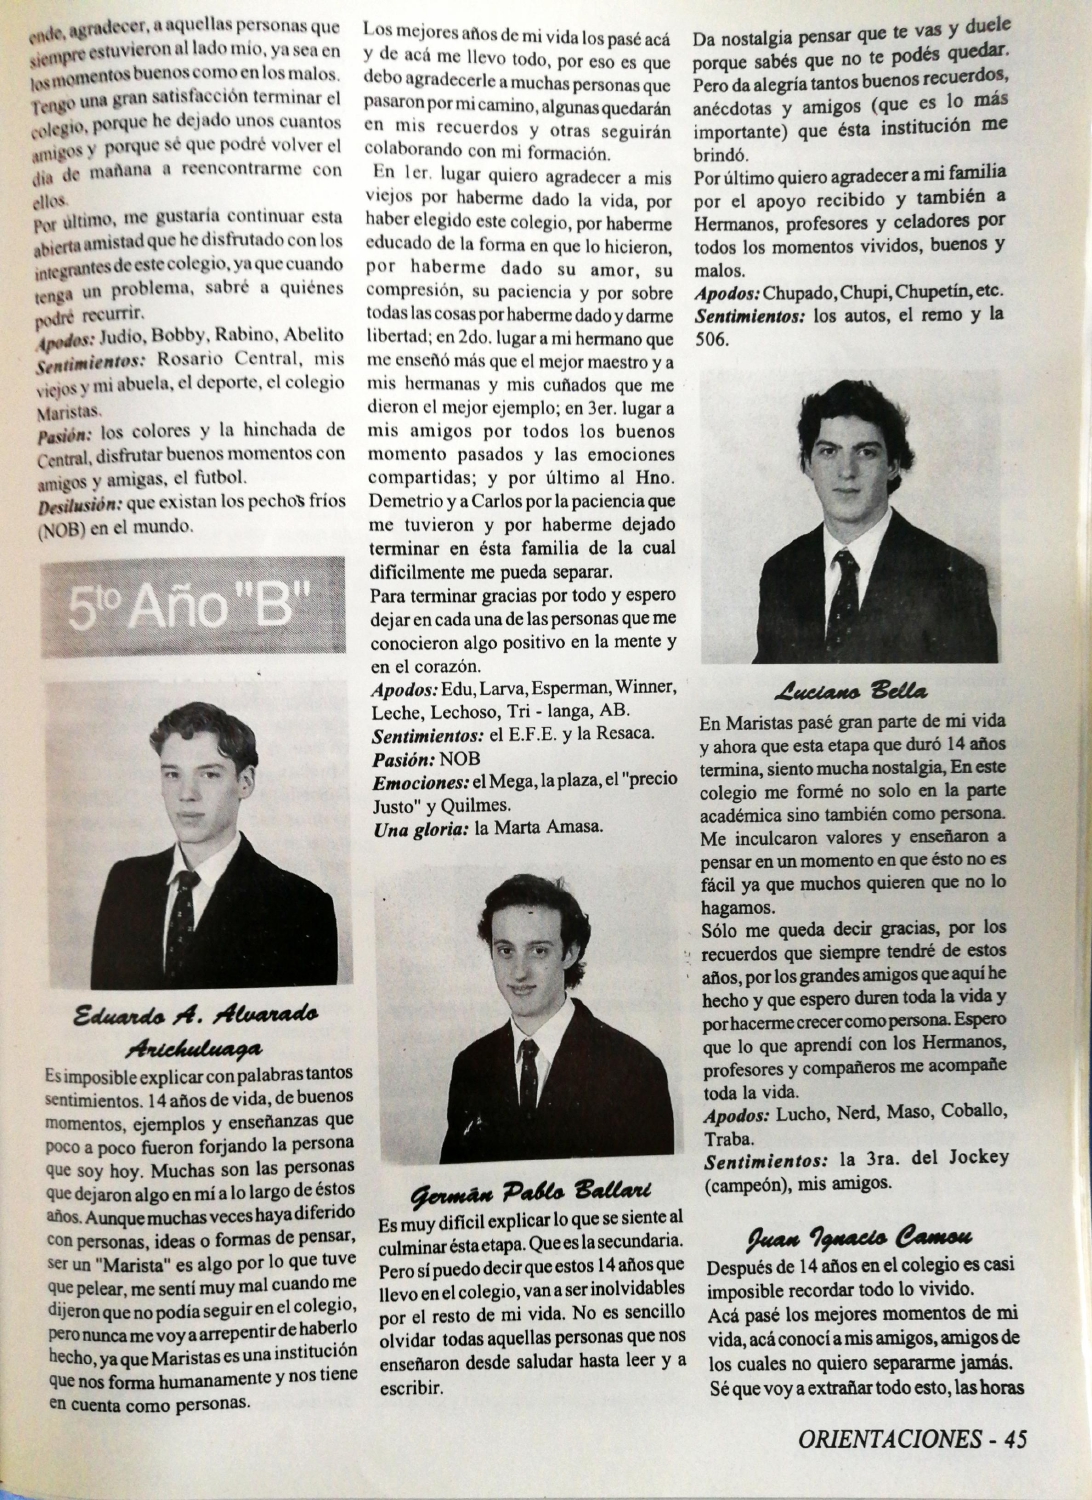 ende, agradecer, a aquellas personas que
siempre estuvieron al lado mío, ya sea en
los momentos buenos como en los malos.
Tengo una gran satisfacción terminar el
colegio, porque he dejado unos cuantos
amigos y porque sé que podré volver el
día de mañana a reencontrarme con
ellos.
Por último, me gustaría continuar esta
abierta amistad que he disfrutado con los
integrantes de este colegio, ya que cuando
tenga un problema, sabré a quiénes
podré recurrir.
Apodos: Judío, Bobby, Rabino, Abelito
Sentimientos: Rosario Central, mis
viejos y mi abuela, el deporte, el colegio
Maristas.
Pasión: los colores y la hinchada de
Central, disfrutar buenos momentos con
amigos y amigas, el futbol.
Desilusión: que existan los pechos fríos
(NOB) en el mundo.
5to Año "B"
Eduardo A. Alvarado
Arichuluaga
Es imposible explicar con palabras tantos
sentimientos. 14 años de vida, de buenos
momentos, ejemplos y enseñanzas que
poco a poco fueron forjando la persona
que soy hoy. Muchas son las personas
que dejaron algo en mí a lo largo de éstos
años. Aunque muchas veces haya diferido
con personas, ideas o formas de pensar,
ser un "Marista" es algo por lo que tuve
que pelear, me sentí muy mal cuando me
dijeron que no podía seguir en el colegio,
pero nunca me voy a arrepentir de haberlo
hecho, ya que Maristas es una institución
que nos forma humanamente y nos tiene
en cuenta como personas.
Los mejores años de mi vida los pasé acá
y de acá me llevo todo, por eso es que
debo agradecerle a muchas personas que
pasaron por mi camino, algunas quedarán
en mis recuerdos y otras seguirán
colaborando con mi formación.
En 1er. lugar quiero agradecer a mis
viejos por haberme dado la vida, por
haber elegido este colegio, por haberme
educado de la forma en que lo hicieron,
por haberme dado su amor, su
compresión, su paciencia y por sobre
todas las cosas por haberme dado y darme
libertad; en 2do. lugar a mi hermano que
me enseñó más que el mejor maestro y a
mis hermanas y mis cuñados que me
dieron el mejor ejemplo; en 3er. lugar a
mis amigos por todos los buenos
momento pasados y las emociones
compartidas; y por último al Hno.
Demetrio y a Carlos por la paciencia que
me tuvieron y por haberme dejado
terminar en ésta familia de la cual
difícilmente me pueda separar.
Para terminar gracias por todo y espero
dejar en cada una de las personas que me
conocieron algo positivo en la mente y
en el corazón.
Apodos: Edu, Larva, Esperman, Winner,
Leche, Lechoso, Tri - langa, AB.
Sentimientos: el E.F.E. y la Resaca.
Pasión: NOB
Emociones: el Mega, la plaza, el "precio
Justo" y Quilmes.
Una gloria: la Marta Amasa.
Germán Pablo Ballari
Es muy difícil explicar lo que se siente al
culminar ésta etapa. Que es la secundaria.
Pero sí puedo decir que estos 14 años que
llevo en el colegio, van a ser inolvidables
por el resto de mi vida. No es sencillo
olvidar todas aquellas personas que nos
enseñaron desde saludar hasta leer y a
escribir.
Da nostalgia pensar que te vas y duele
porque sabés que no te podés quedar.
Pero da alegría tantos buenos recuerdos,
anécdotas y amigos (que es lo más
importante) que ésta institución me
brindó.
Por último quiero agradecer a mi familia
por el apoyo recibido y también a
Hermanos, profesores y celadores por
todos los momentos vividos, buenos y
malos.
Apodos: Chupado, Chupi, Chupetín, etc.
Sentimientos: los autos, el remo y la
506.
Luciano Bella
En Maristas pasé gran parte de mi vida
y ahora que esta etapa que duró 14 años
termina, siento mucha nostalgia, En este
colegio me formé no solo en la parte
académica sino también como persona.
Me inculcaron valores y enseñaron a
pensar en un momento en que ésto no es
fácil ya que muchos quieren que no lo
hagamos.
Sólo me queda decir gracias, por los
recuerdos que siempre tendré de estos
años, por los grandes amigos que aquí he
hecho y que espero duren toda la vida y
por hacerme crecer como persona. Espero
que lo que aprendí con los Hermanos,
profesores y compañeros me acompañe
toda la vida.
Apodos: Lucho, Nerd, Maso, Coballo,
Traba.
Sentimientos: la 3ra. del Jockey
(campeón), mis amigos.
Juan Ignacio Camou
Después de 14 años en el colegio es casi
imposible recordar todo lo vivido.
Acá pasé los mejores momentos de mi
vida, acá conocí a mis amigos, amigos de
los cuales no quiero separarme jamás.
Sé que voy a extrañar todo esto, las horas
ORIENTACIONES - 45